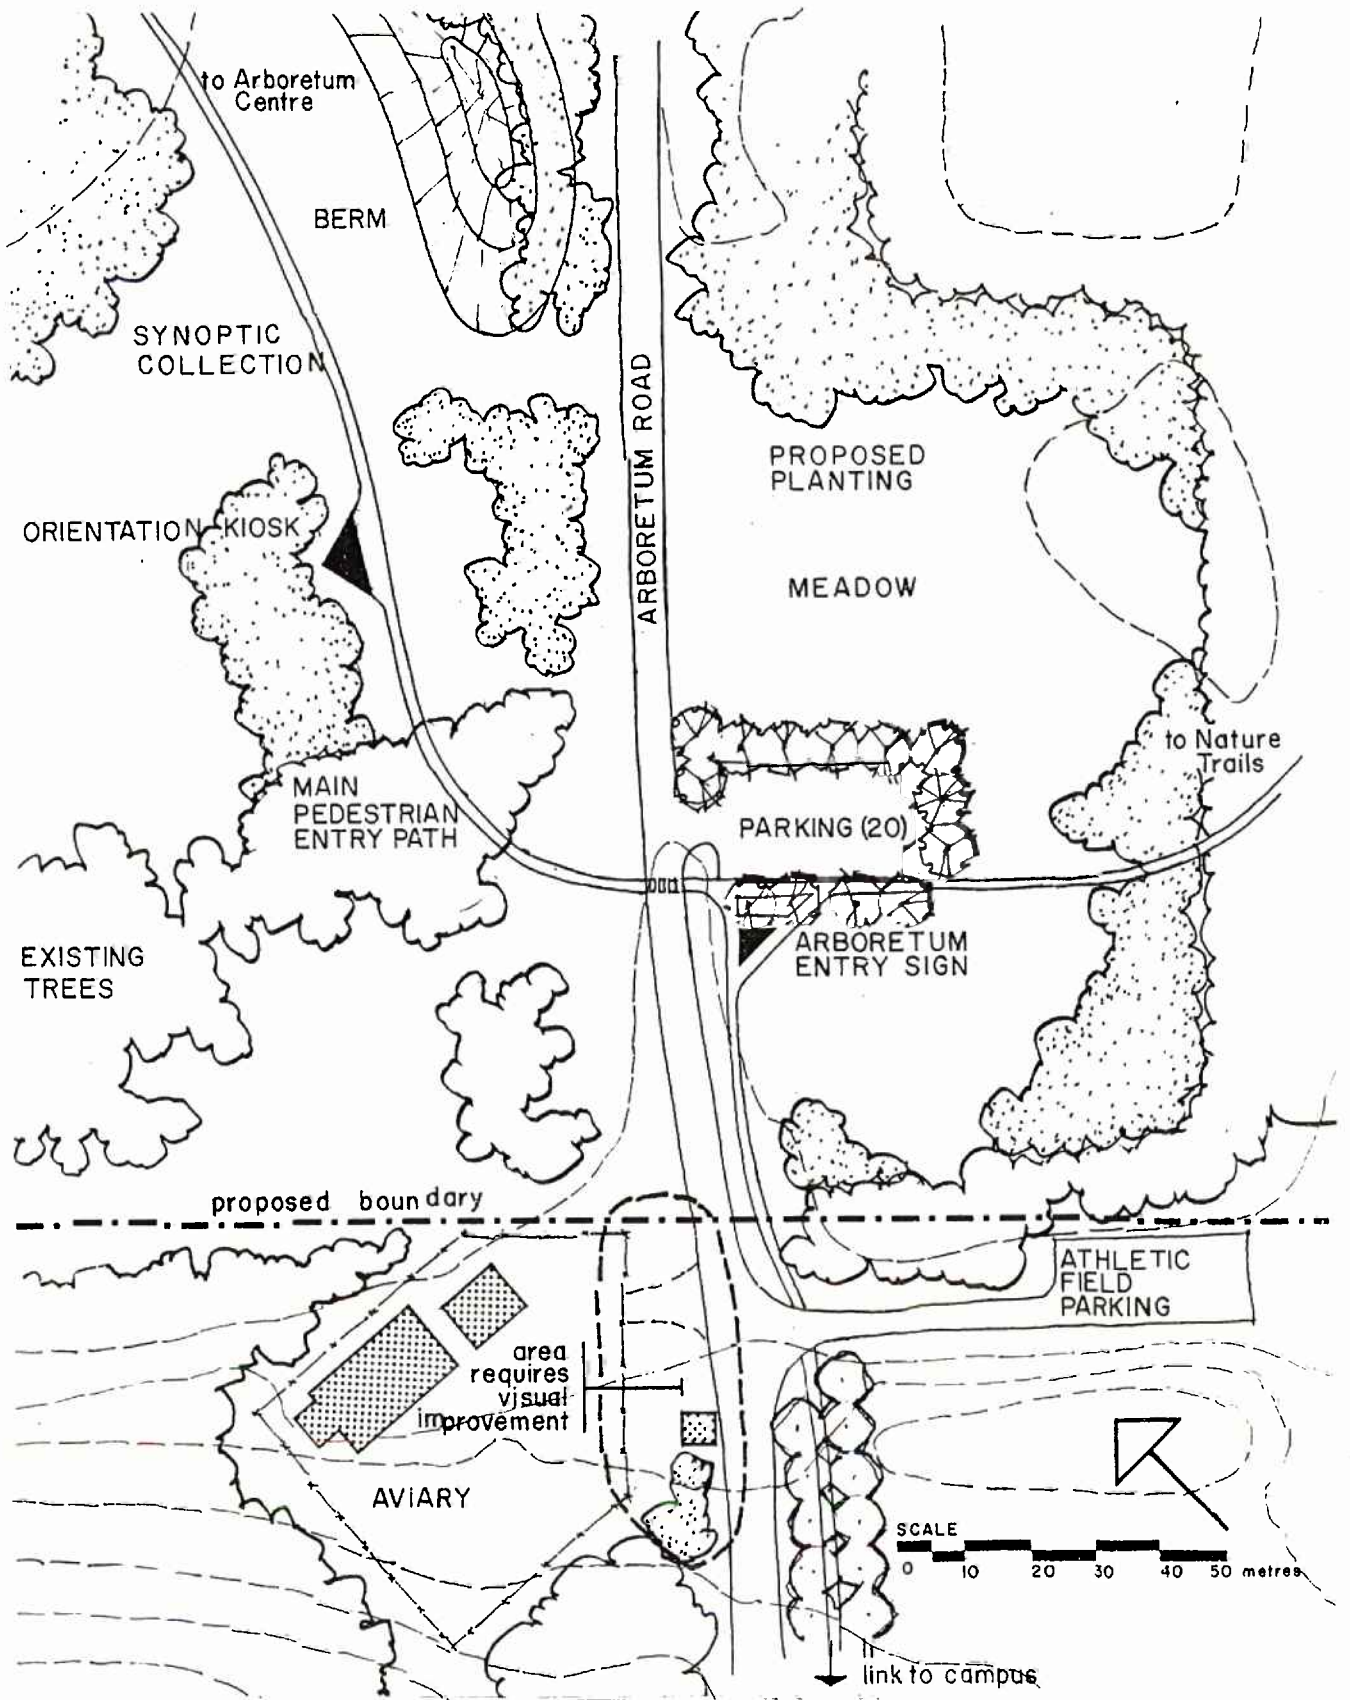 to Arboretum
Centre
BERM
SYNOPTIC
COLLECTION
ARBORETUM ROAD
PROPOSED
PLANTING
ORIENTATION KIOSK
MEADOW
to Nature
Trails
MAIN
PEDESTRIAN
ENTRY PATH
PARKING (20)
ARBORETUM
ENTRY SIGN
EXISTING
TREES
proposed boundary
ATHLETIC
FIELD
PARKING
area
requires
visual
improvement
AVIARY
SCALE
0 10 20 30 40 50 metres
link to campus